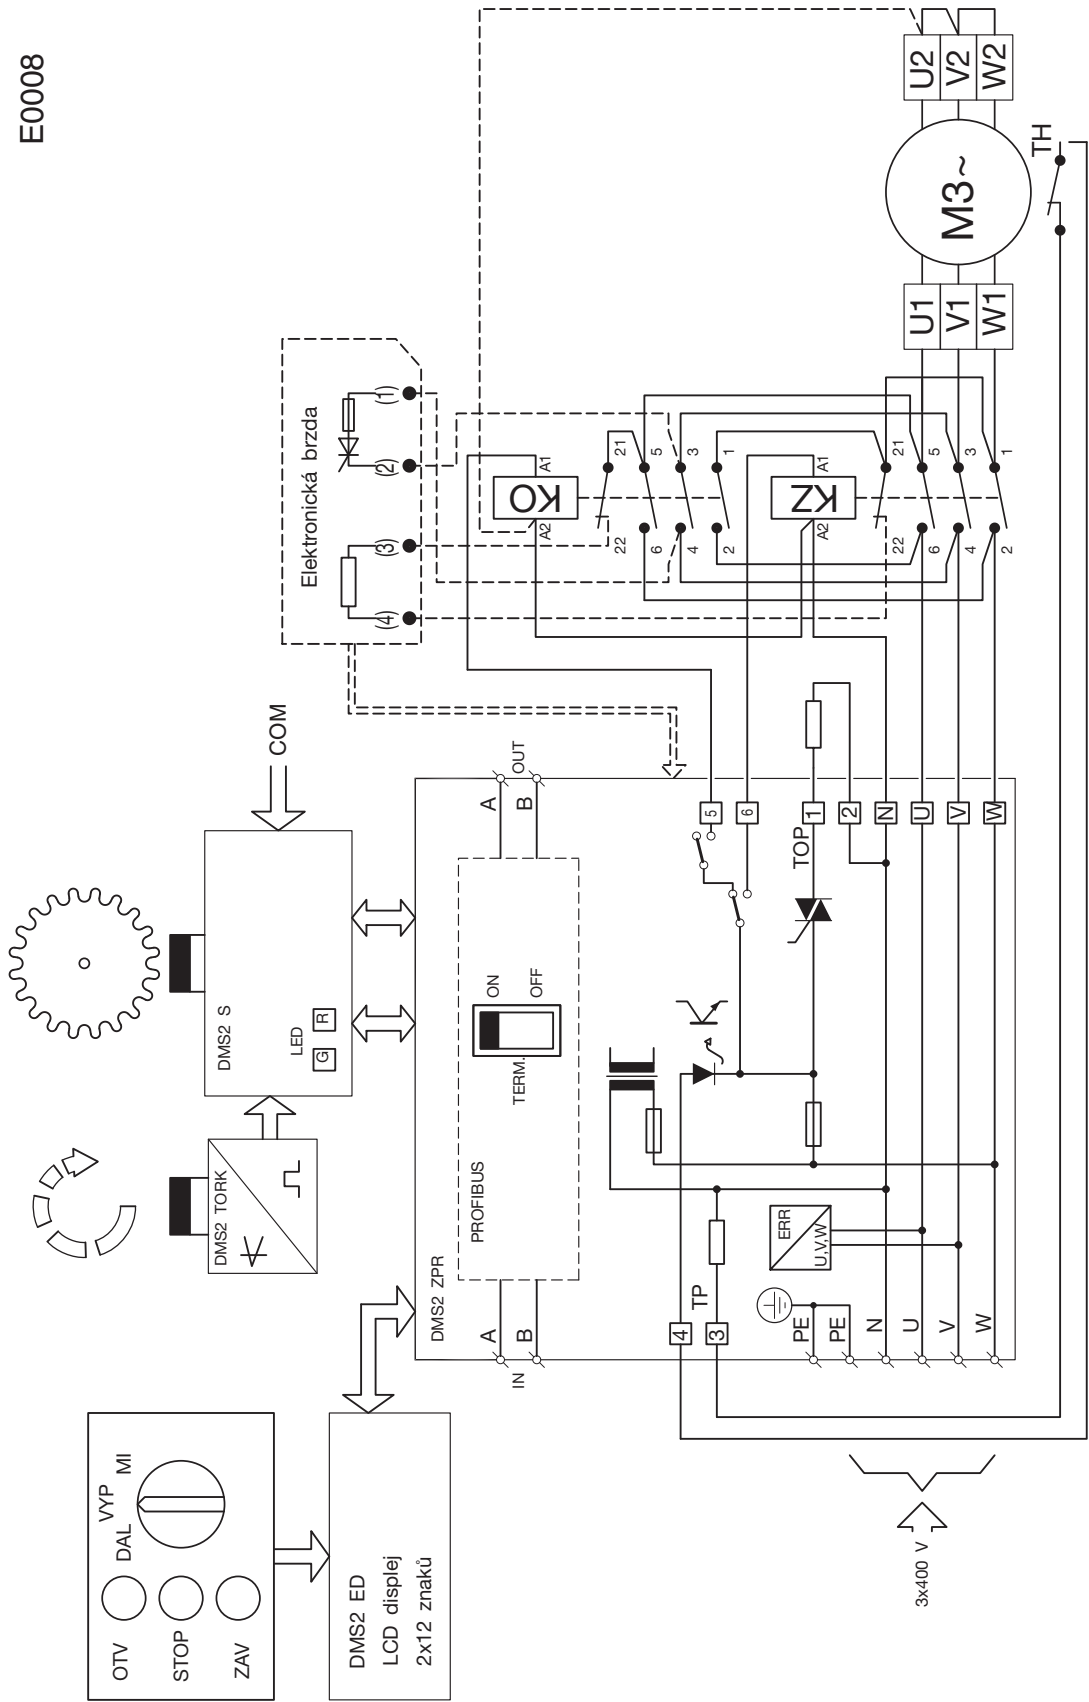 E0008
OTV
STOP
ZAV
DAL
VYP
MI
DMS2 ED
LCD displej
2x12 znaků
DMS2 TORK
DMS2 S
LED
G
R
COM
DMS2 ZPR
PROFIBUS
TERM.
ON
OFF
IN
A
B
A
B
OUT
Elektronická brzda
(4)
(3)
(2)
(1)
4
3
TP
5
6
TOP
1
2
N
U
V
W
PE
PE
N
U
V
W
ERR
U,V,W
3x400 V
KO
A2
A1
22
21
6
5
4
3
2
1
KZ
A2
A1
22
21
6
5
4
3
2
1
U1
V1
W1
M3~
U2
V2
W2
TH